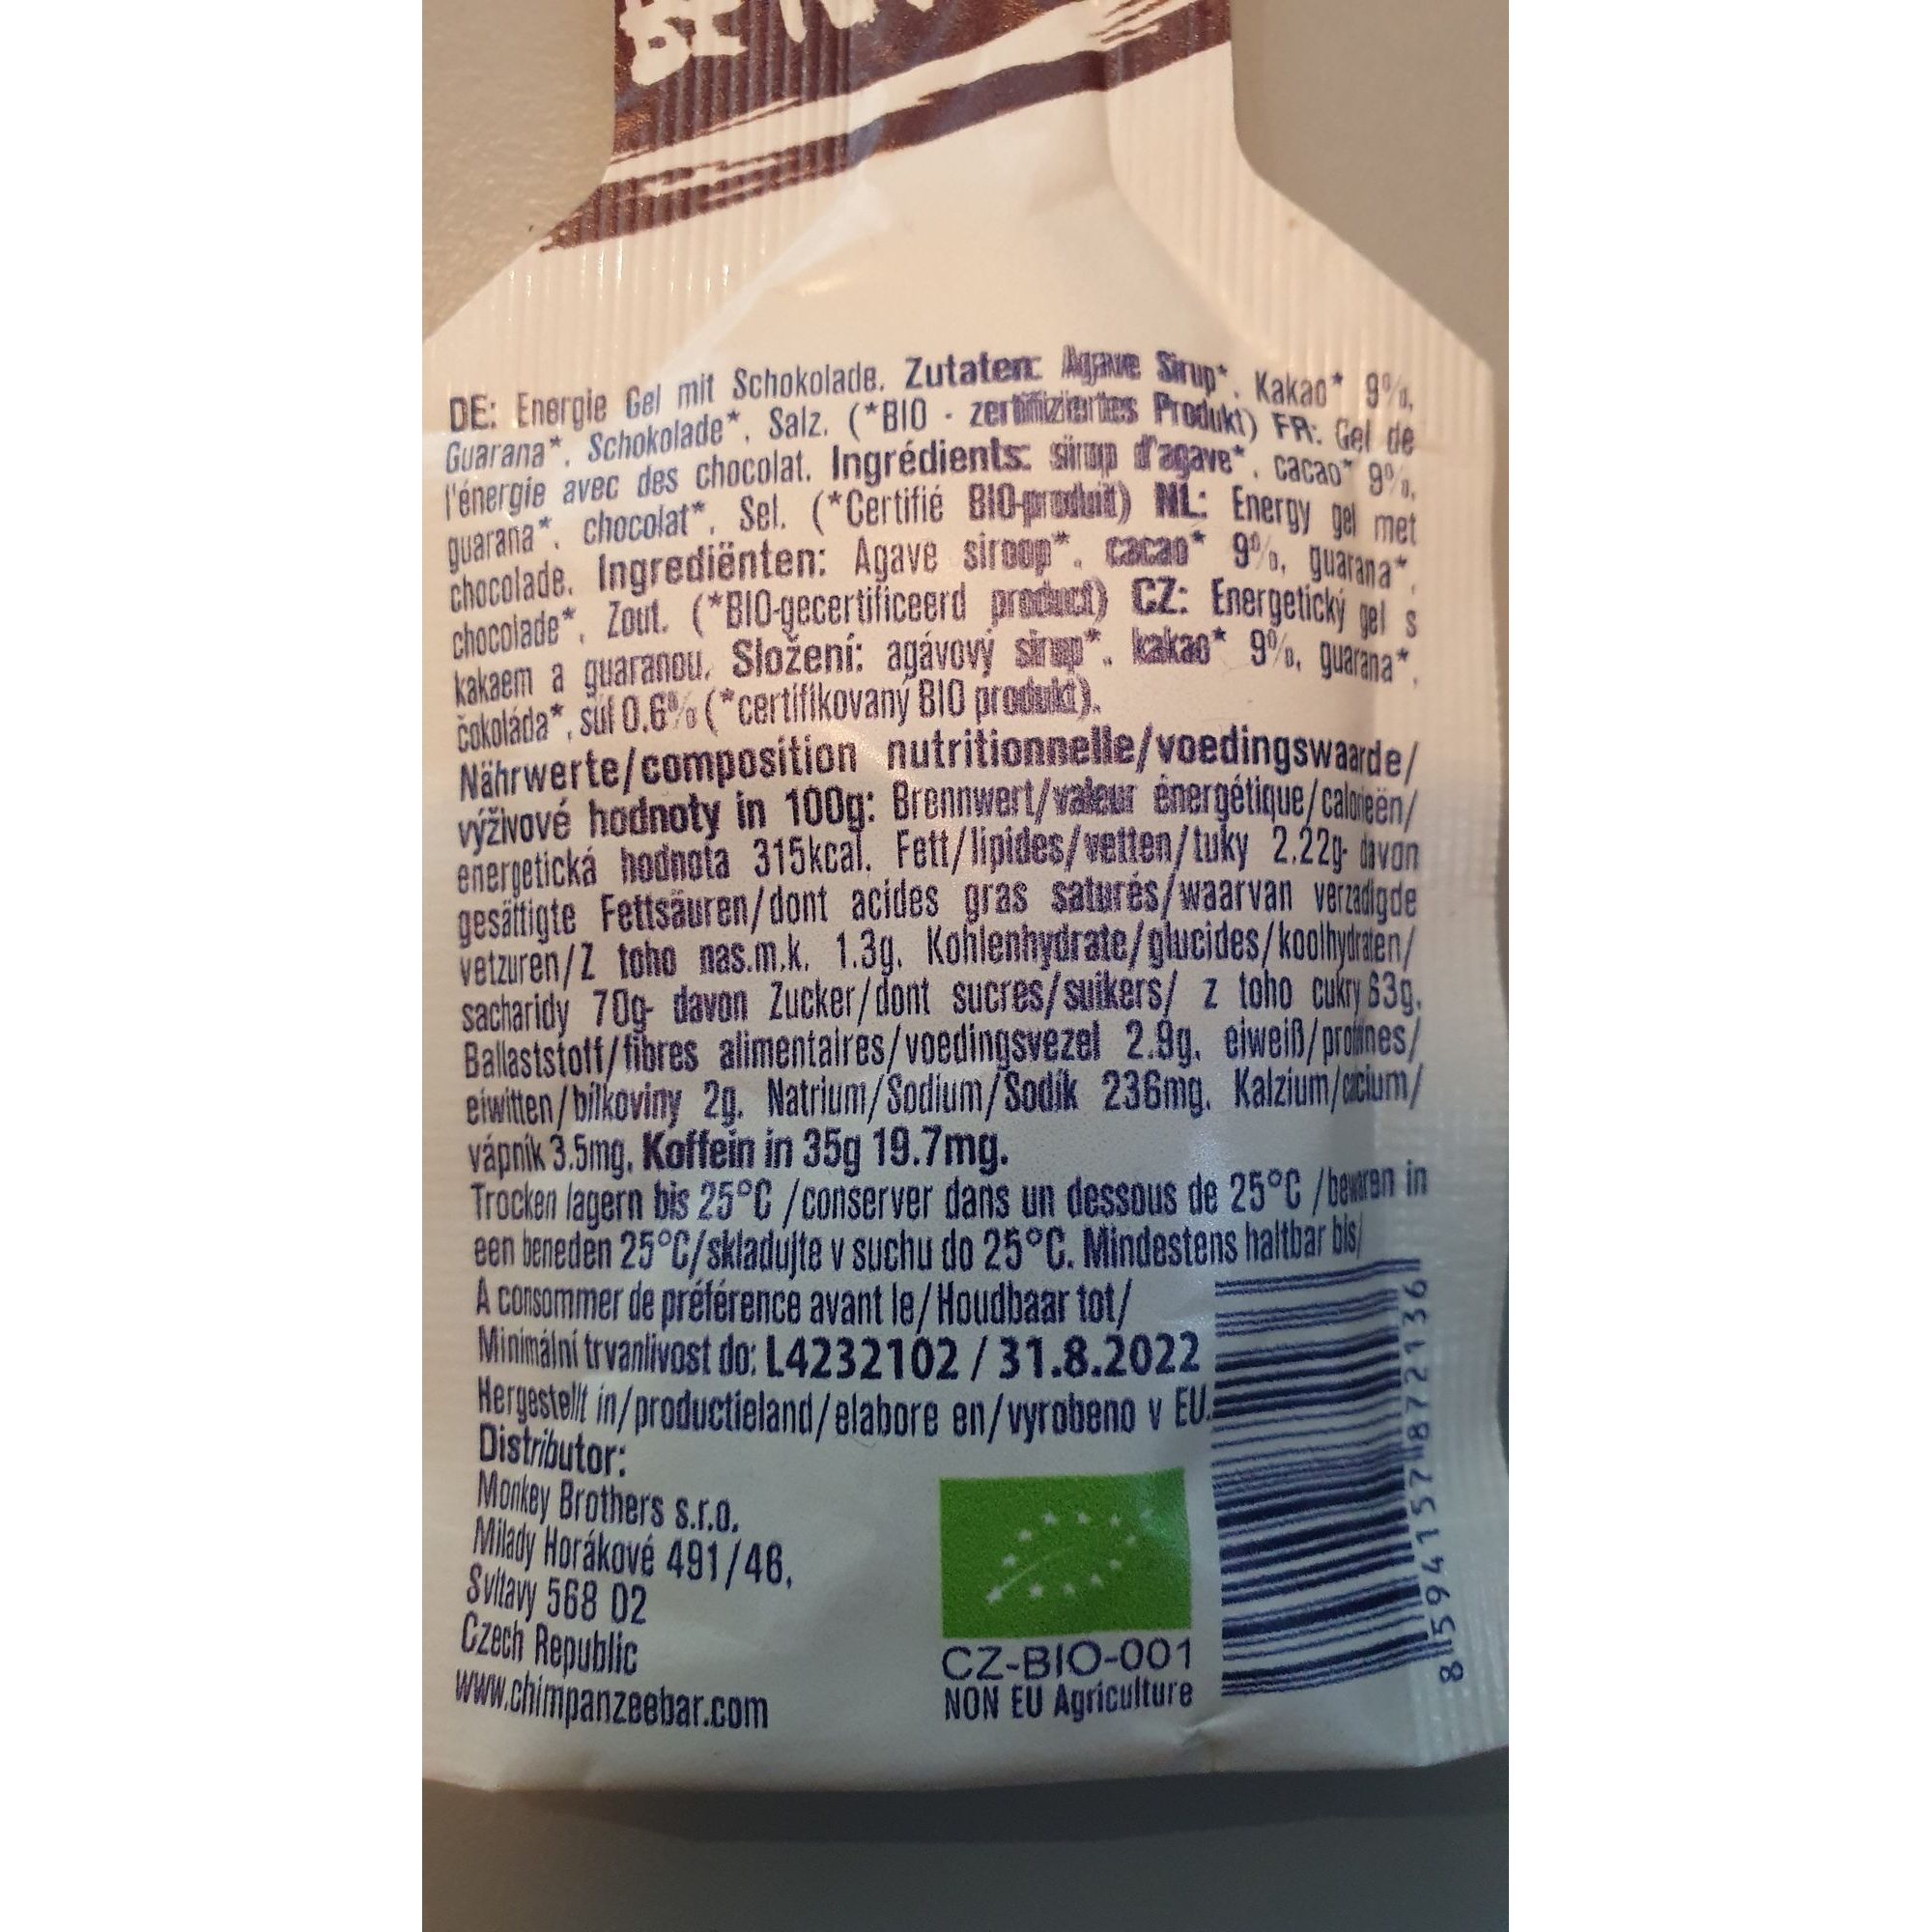 DE: Energie Gel mit Schokolade. Zutaten: Agave Sirup*, Kakao* 9%,
Guarana*, Schokolade*, Salz. (*BIO - zertifiziertes Produkt) FR: Gel de
l'énergie avec des chocolat. Ingrédients: sirop d'agave*, cacao* 9%,
guarana*, chocolat*, Sel. (*Certifié BIO-produit) NL: Energy gel met
chocolade. Ingrediënten: Agave siroop*, cacao* 9%, guarana*,
chocolade*, Zout. (*BIO-gecertificeerd product) CZ: Energetický gel s
kakaem a guaranou. Složení: agávový sirup*, kakao* 9%, guarana*,
čokoláda*, sůl 0.6% (*certifikovaný BIO produkt).
Nährwerte/composition nutritionnelle/voedingswaarde/
výživové hodnoty in 100g: Brennwert/valeur énergétique/calorieën/
energetická hodnota 315kcal. Fett/lipides/vetten/tuky 2.22g- davon
gesättigte Fettsäuren/dont acides gras saturés/waarvan verzadigde
vetzuren/Z toho nas.m.k. 1.3g. Kohlenhydrate/glucides/koolhydraten/
sacharidy 70g- davon Zucker/dont sucres/suikers/ z toho cukry 63g.
Ballaststoff/fibres alimentaires/voedingsvezel 2.9g. eiweiß/protéines/
eiwitten/bílkoviny 2g. Natrium/Sodium/Sodík 236mg. Kalzium/calcium/
vápník 3.5mg. Koffein in 35g 19.7mg.
Trocken lagern bis 25°C /conserver dans un dessous de 25°C /bewaren in
een beneden 25°C/skladujte v suchu do 25°C. Mindestens haltbar bis/
A consommer de préférence avant le/Houdbaar tot/
Minimální trvanlivost do: L4232102 / 31.8.2022
Hergestellt in/productieland/elabore en/vyrobeno v EU.
Distributor:
Monkey Brothers s.r.o.
Milady Horákové 491/46,
Svitavy 568 02
Czech Republic
www.chimpanzeebar.com
CZ-BIO-001
NON EU Agriculture
8 594157 872136